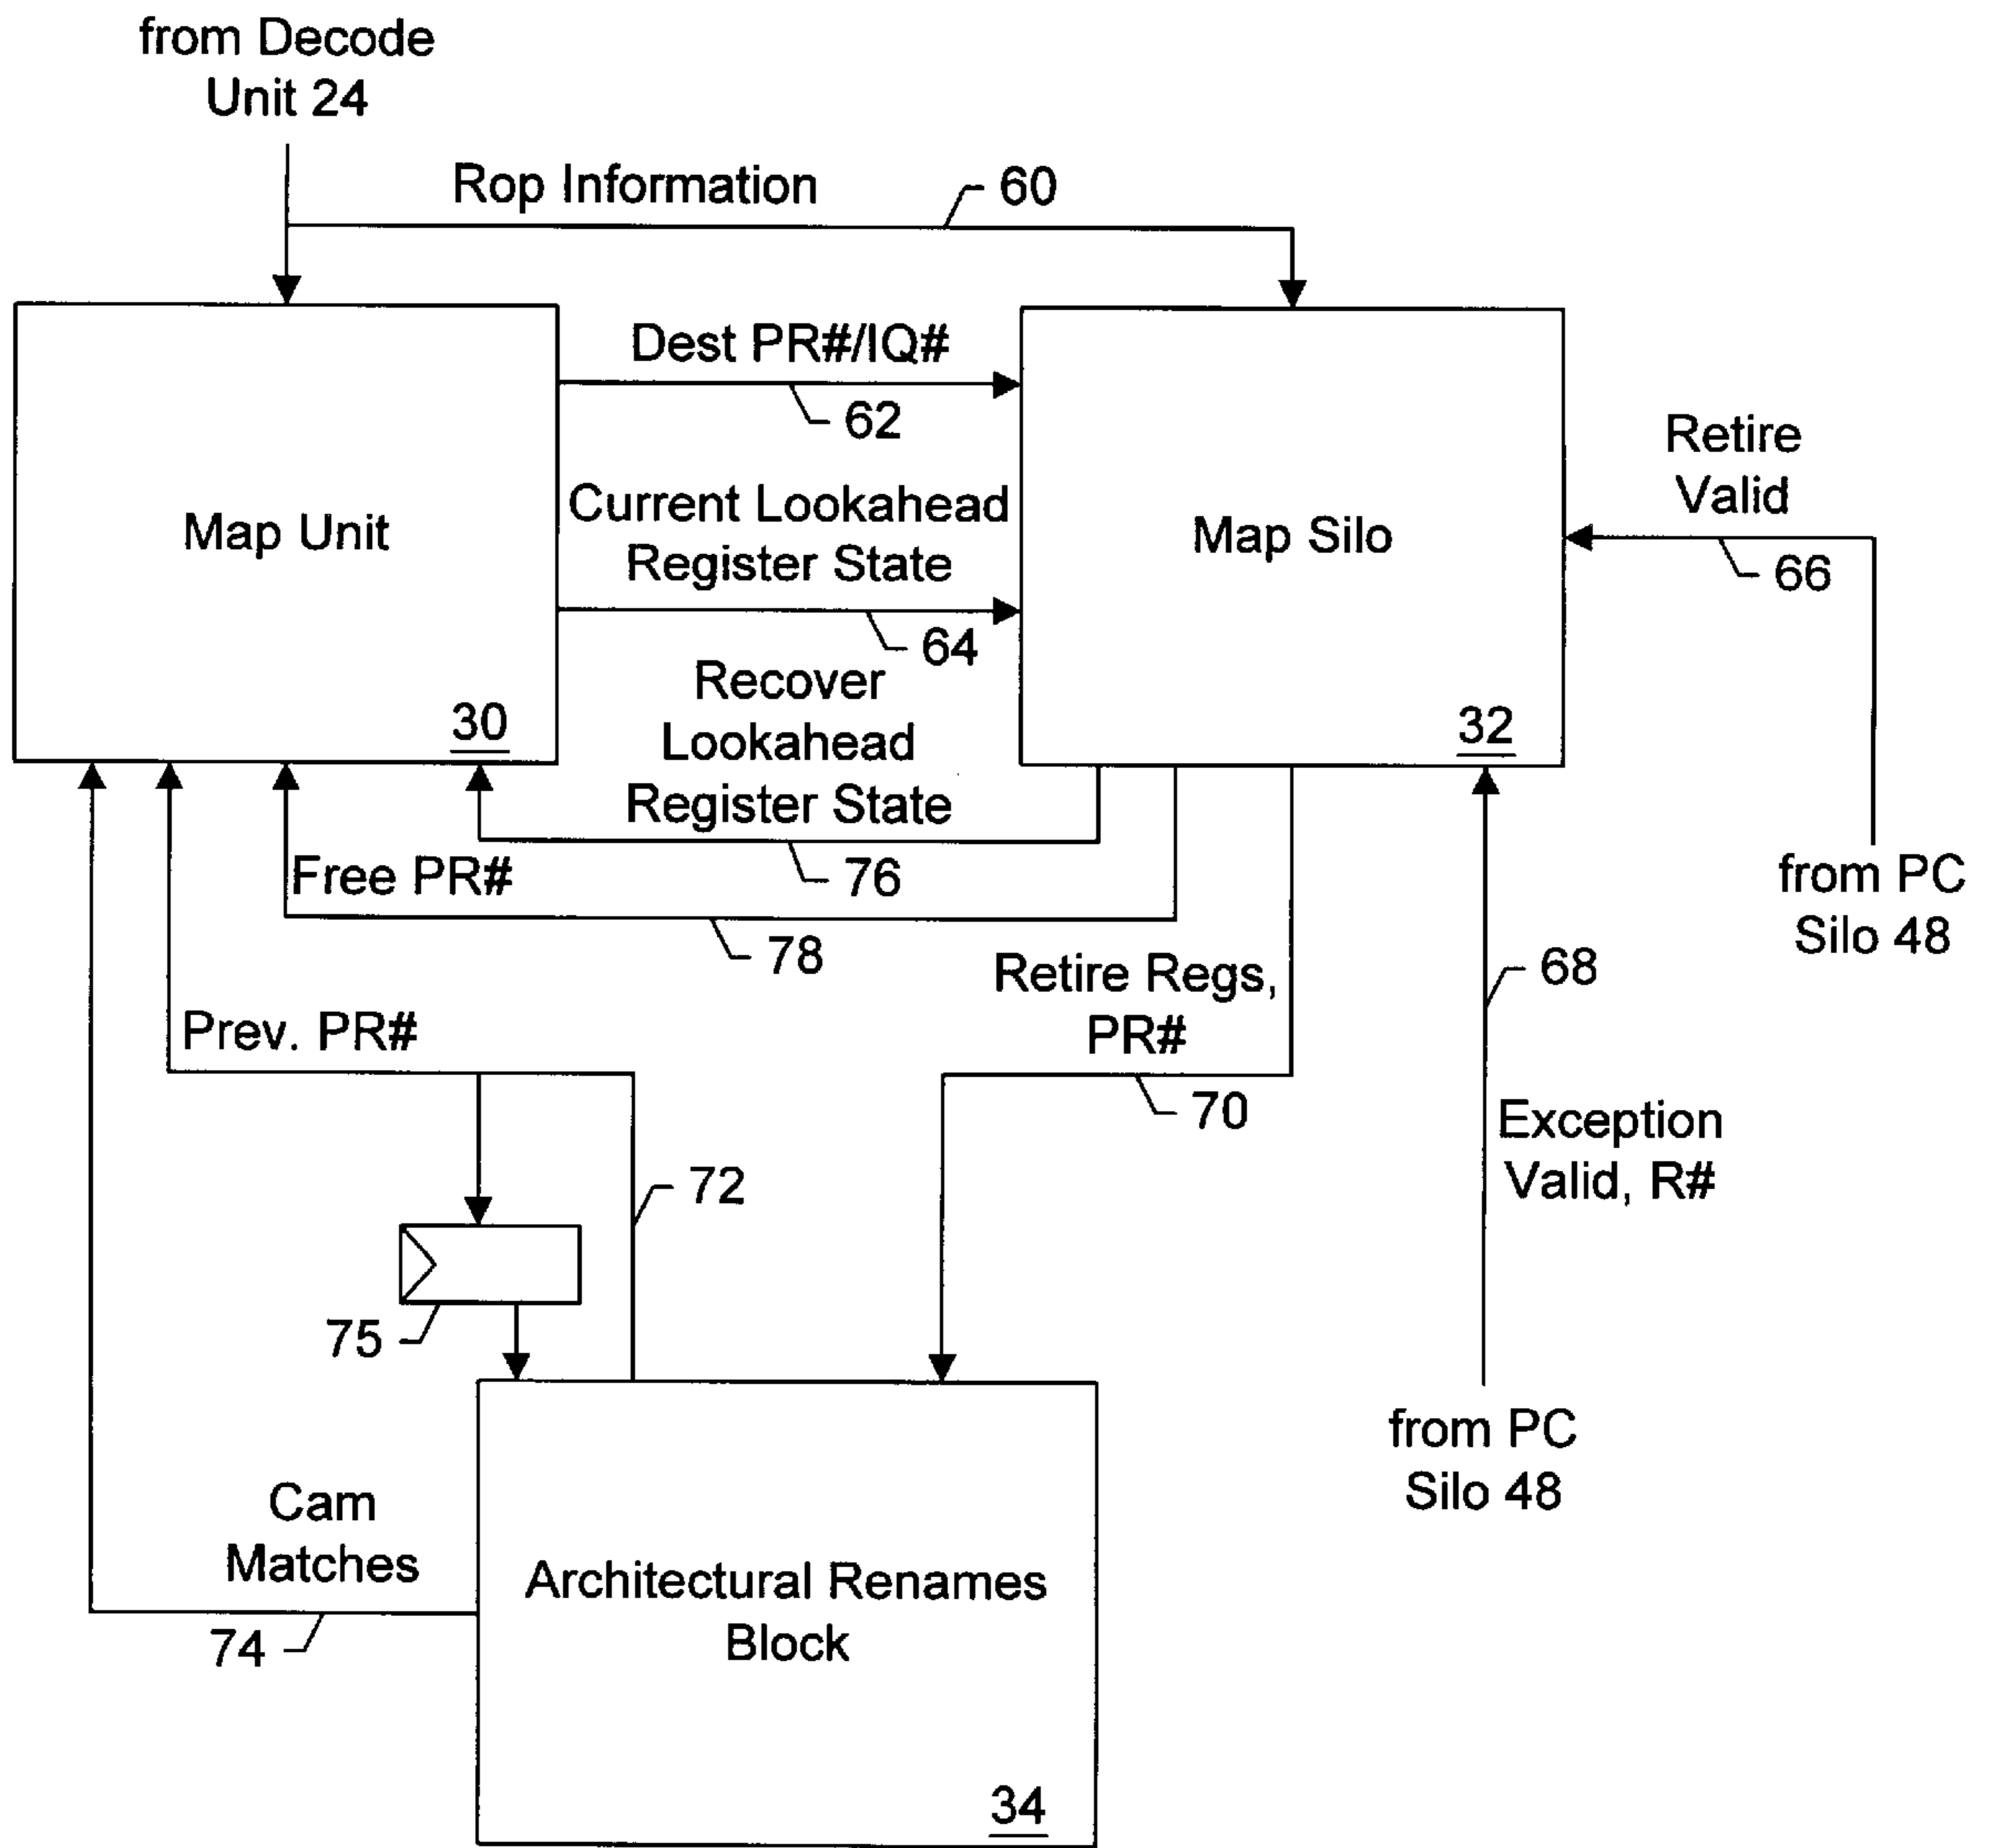 from Decode
Unit 24
Rop Information
60
Dest PR#/IQ#
62
Current Lookahead
Register State
64
Map Unit
30
Map Silo
32
Retire
Valid
66
from PC
Silo 48
Recover
Lookahead
Register State
76
Free PR#
78
Retire Regs,
PR#
70
68
Exception
Valid, R#
from PC
Silo 48
Prev. PR#
72
75
Cam
Matches
74
Architectural Renames
Block
34